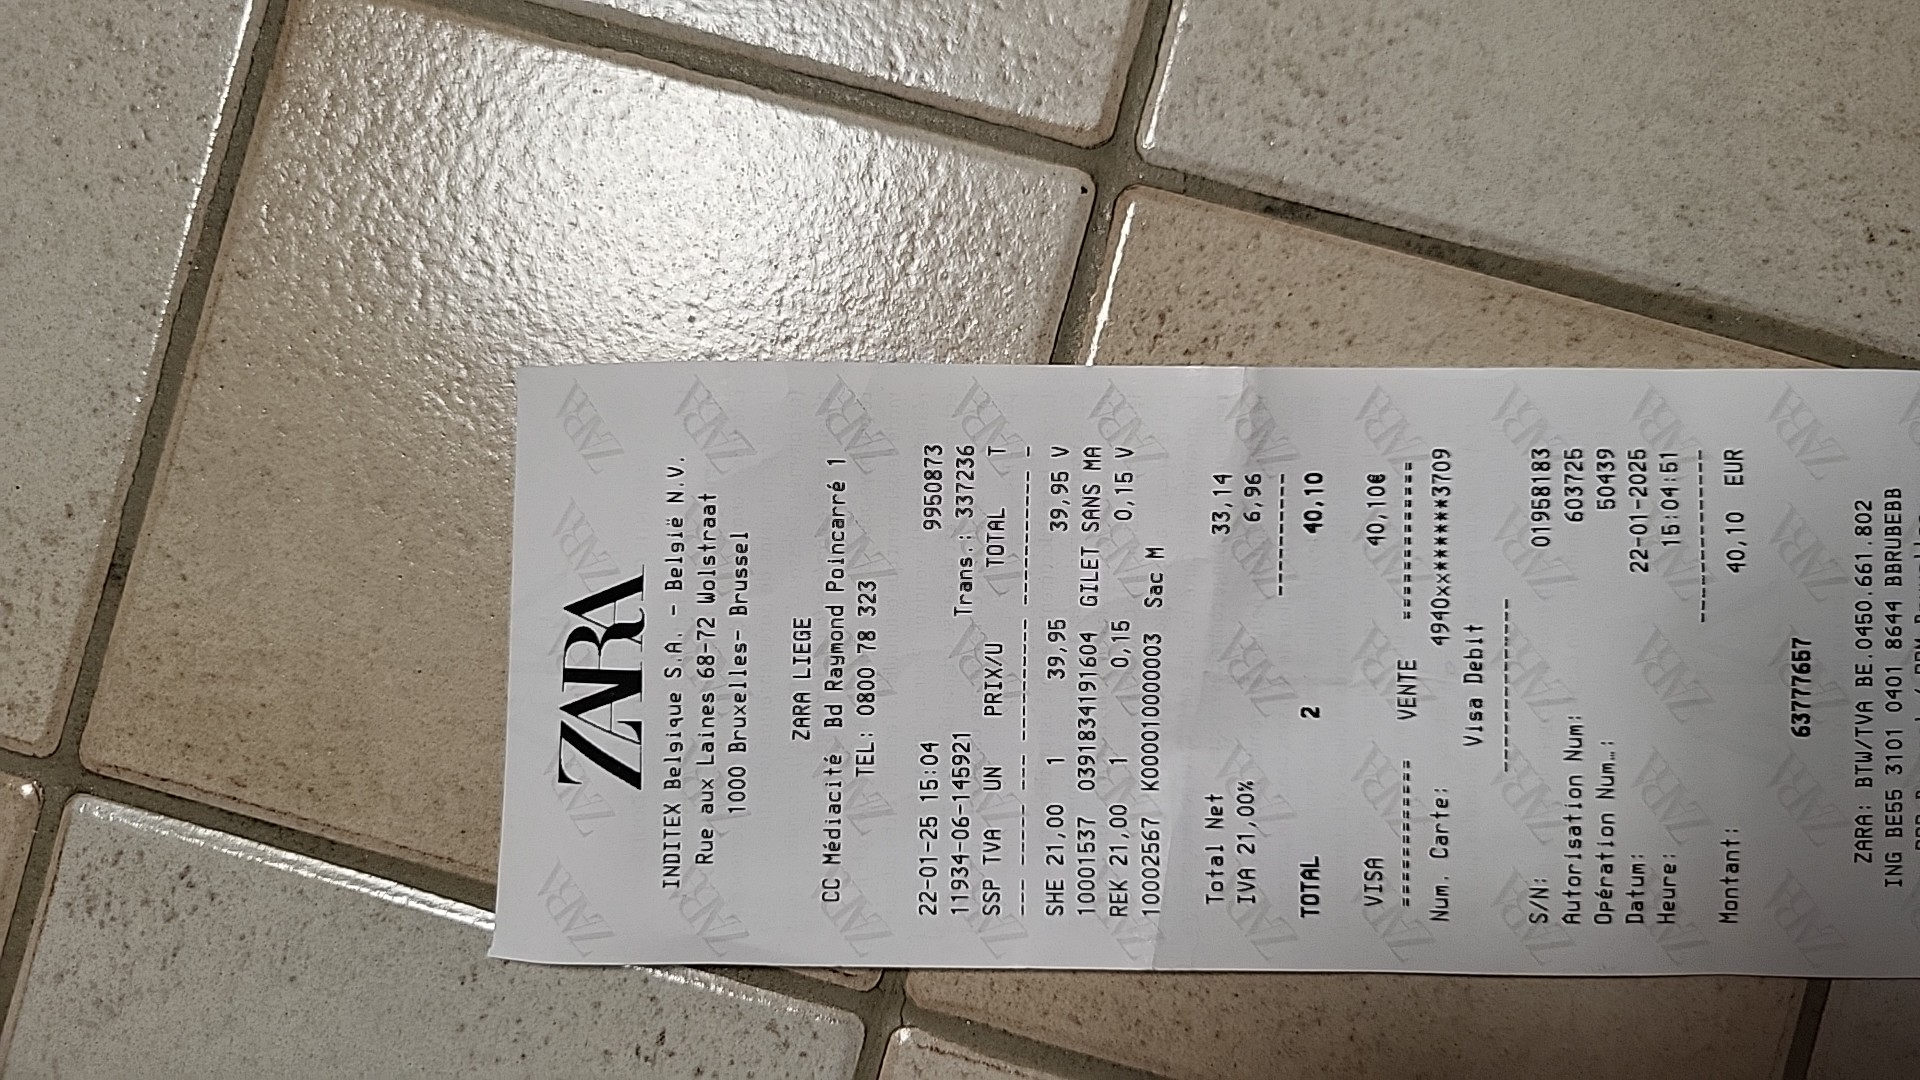 ZARA
INDITEX Belgique S.A. - België N.V.
Rue aux Laines 68-72 Wolstraat
1000 Bruxelles- Brussel
ZARA LIEGE
CC Médiacité Bd Raymond Poincarré 1
TEL: 0800 78 323
22-01-25 15:04 9950873
11934-06-145921 Trans.: 337236
SSP TVA UN PRIX/U TOTAL T
SHE 21,00 1 39,95 39,95 V
10001537 0391834191604 GILET SANS MA
REK 21,00 1 0,15 0,15 V
10002567 K000010000003 Sac M
Total Net 33,14
IVA 21,00% 6,96
TOTAL 2 40,10
VISA 40,10€
=========== VENTE ===========
Num. Carte: 4940xx******3709
Visa Debit
S/N: 01958183
Autorisation Num: 603725
Opération Num.: 50439
Datum: 22-01-2025
Heure: 15:04:51
Montant: 40,10 EUR
63777657
ZARA: BTW/TVA BE.0450.661.802
ING BE55 3101 0401 8644 BBRUBEBB